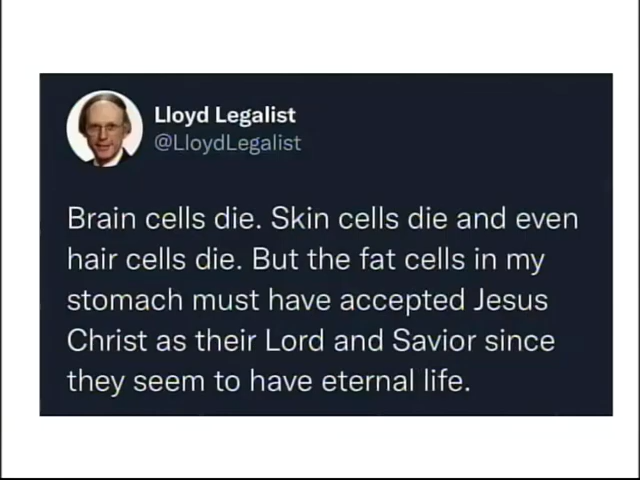 Lloyd Legalist
@LloydLegalist
Brain cells die. Skin cells die and even
hair cells die. But the fat cells in my
stomach must have accepted Jesus
Christ as their Lord and Savior since
they seem to have eternal life.